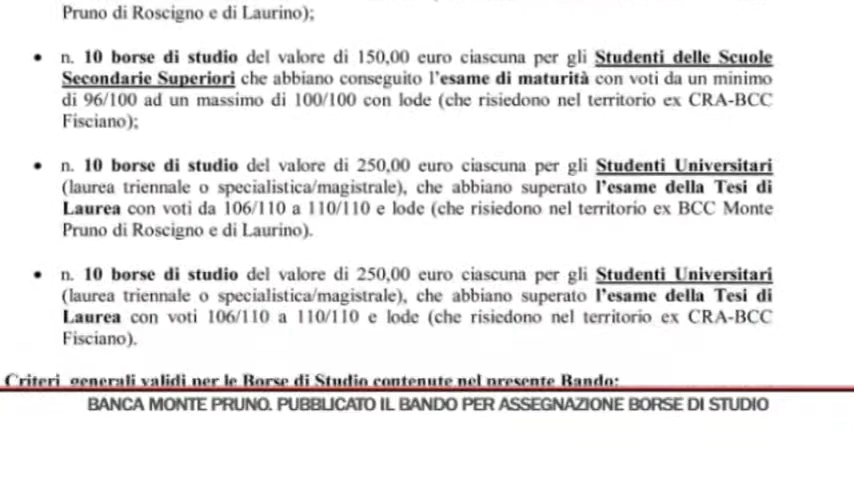 Pruno di Roscigno e di Laurino);
• n. 10 borse di studio del valore di 150,00 euro ciascuna per gli Studenti delle Scuole
Secondarie Superiori che abbiano conseguito l'esame di maturità con voti da un minimo
di 96/100 ad un massimo di 100/100 con lode (che risiedono nel territorio ex CRA-BCC
Fisciano);
• n. 10 borse di studio del valore di 250,00 euro ciascuna per gli Studenti Universitari
(laurea triennale o specialistica/magistrale), che abbiano superato l'esame della Tesi di
Laurea con voti da 106/110 a 110/110 e lode (che risiedono nel territorio ex BCC Monte
Pruno di Roscigno e di Laurino).
• n. 10 borse di studio del valore di 250,00 euro ciascuna per gli Studenti Universitari
(laurea triennale o specialistica/magistrale), che abbiano superato l'esame della Tesi di
Laurea con voti 106/110 a 110/110 e lode (che risiedono nel territorio ex CRA-BCC
Fisciano).
Criteri generali validi per le Borse di Studio contenute nel presente Bando:
BANCA MONTE PRUNO. PUBBLICATO IL BANDO PER ASSEGNAZIONE BORSE DI STUDIO